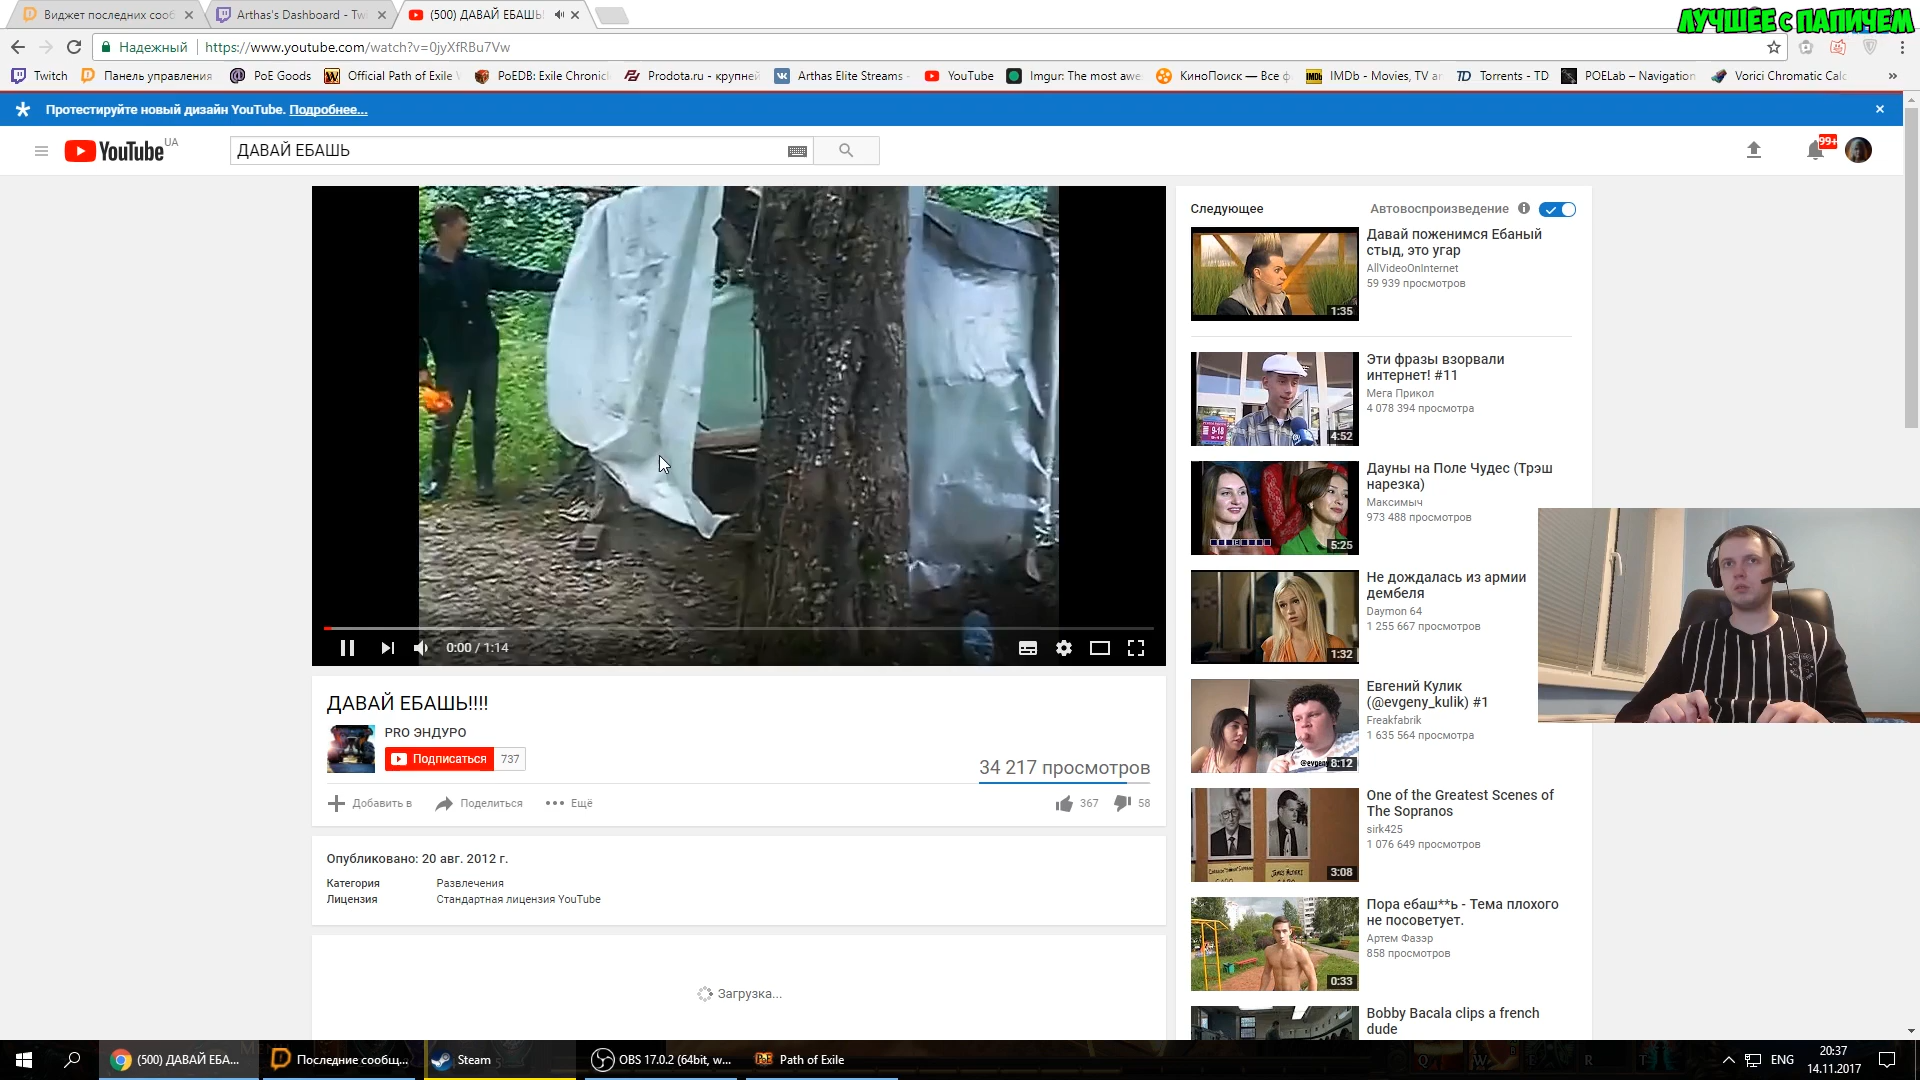 Виджет последних сооб
Arthas's Dashboard - Tw
(500) ДАВАЙ ЕБАШЬ!
ЛУЧШЕЕ с ПАПИЧЕМ
Надежный
https://www.youtube.com/watch?v=0jyXfRBu7Vw
Twitch
Панель управления
PoE Goods
Official Path of Exile
PoEDB: Exile Chronic
Prodota.ru - крупней
Arthas Elite Streams -
YouTube
Imgur: The most awe
КиноПоиск — Все ф
IMDb - Movies, TV ar
Torrents - TD
POELab – Navigation
Vorici Chromatic Calc
Протестируйте новый дизайн YouTube. Подробнее...
YouTube UA
ДАВАЙ ЕБАШЬ
99+
0:00 / 1:14
ДАВАЙ ЕБАШЬ!!!!
PRO ЭНДУРО
Подписаться 737
34 217 просмотров
Добавить в
Поделиться
Ещё
367
58
Опубликовано: 20 авг. 2012 г.
Категория Развлечения
Лицензия Стандартная лицензия YouTube
Загрузка...
Следующее
Автовоспроизведение
Давай поженимся Ебаный
стыд, это угар
AllVideoOnInternet
59 939 просмотров
1:35
Эти фразы взорвали
интернет! #11
Мега Прикол
4 078 394 просмотра
9-18
4:52
Дауны на Поле Чудес (Трэш
нарезка)
Максимыч
973 488 просмотров
5:25
Не дождалась из армии
дембеля
Daymon 64
1 255 667 просмотров
1:32
Евгений Кулик
(@evgeny_kulik) #1
Freakfabrik
1 635 564 просмотра
8:12
One of the Greatest Scenes of
The Sopranos
sirk425
1 076 649 просмотров
3:08
Пора ебаш**ь - Тема плохого
не посоветует.
Артем Фазэр
858 просмотров
0:33
Bobby Bacala clips a french
dude
(500) ДАВАЙ ЕБА...
Последние сообщ...
Steam
OBS 17.0.2 (64bit, w...
Path of Exile
ENG
20:37
14.11.2017